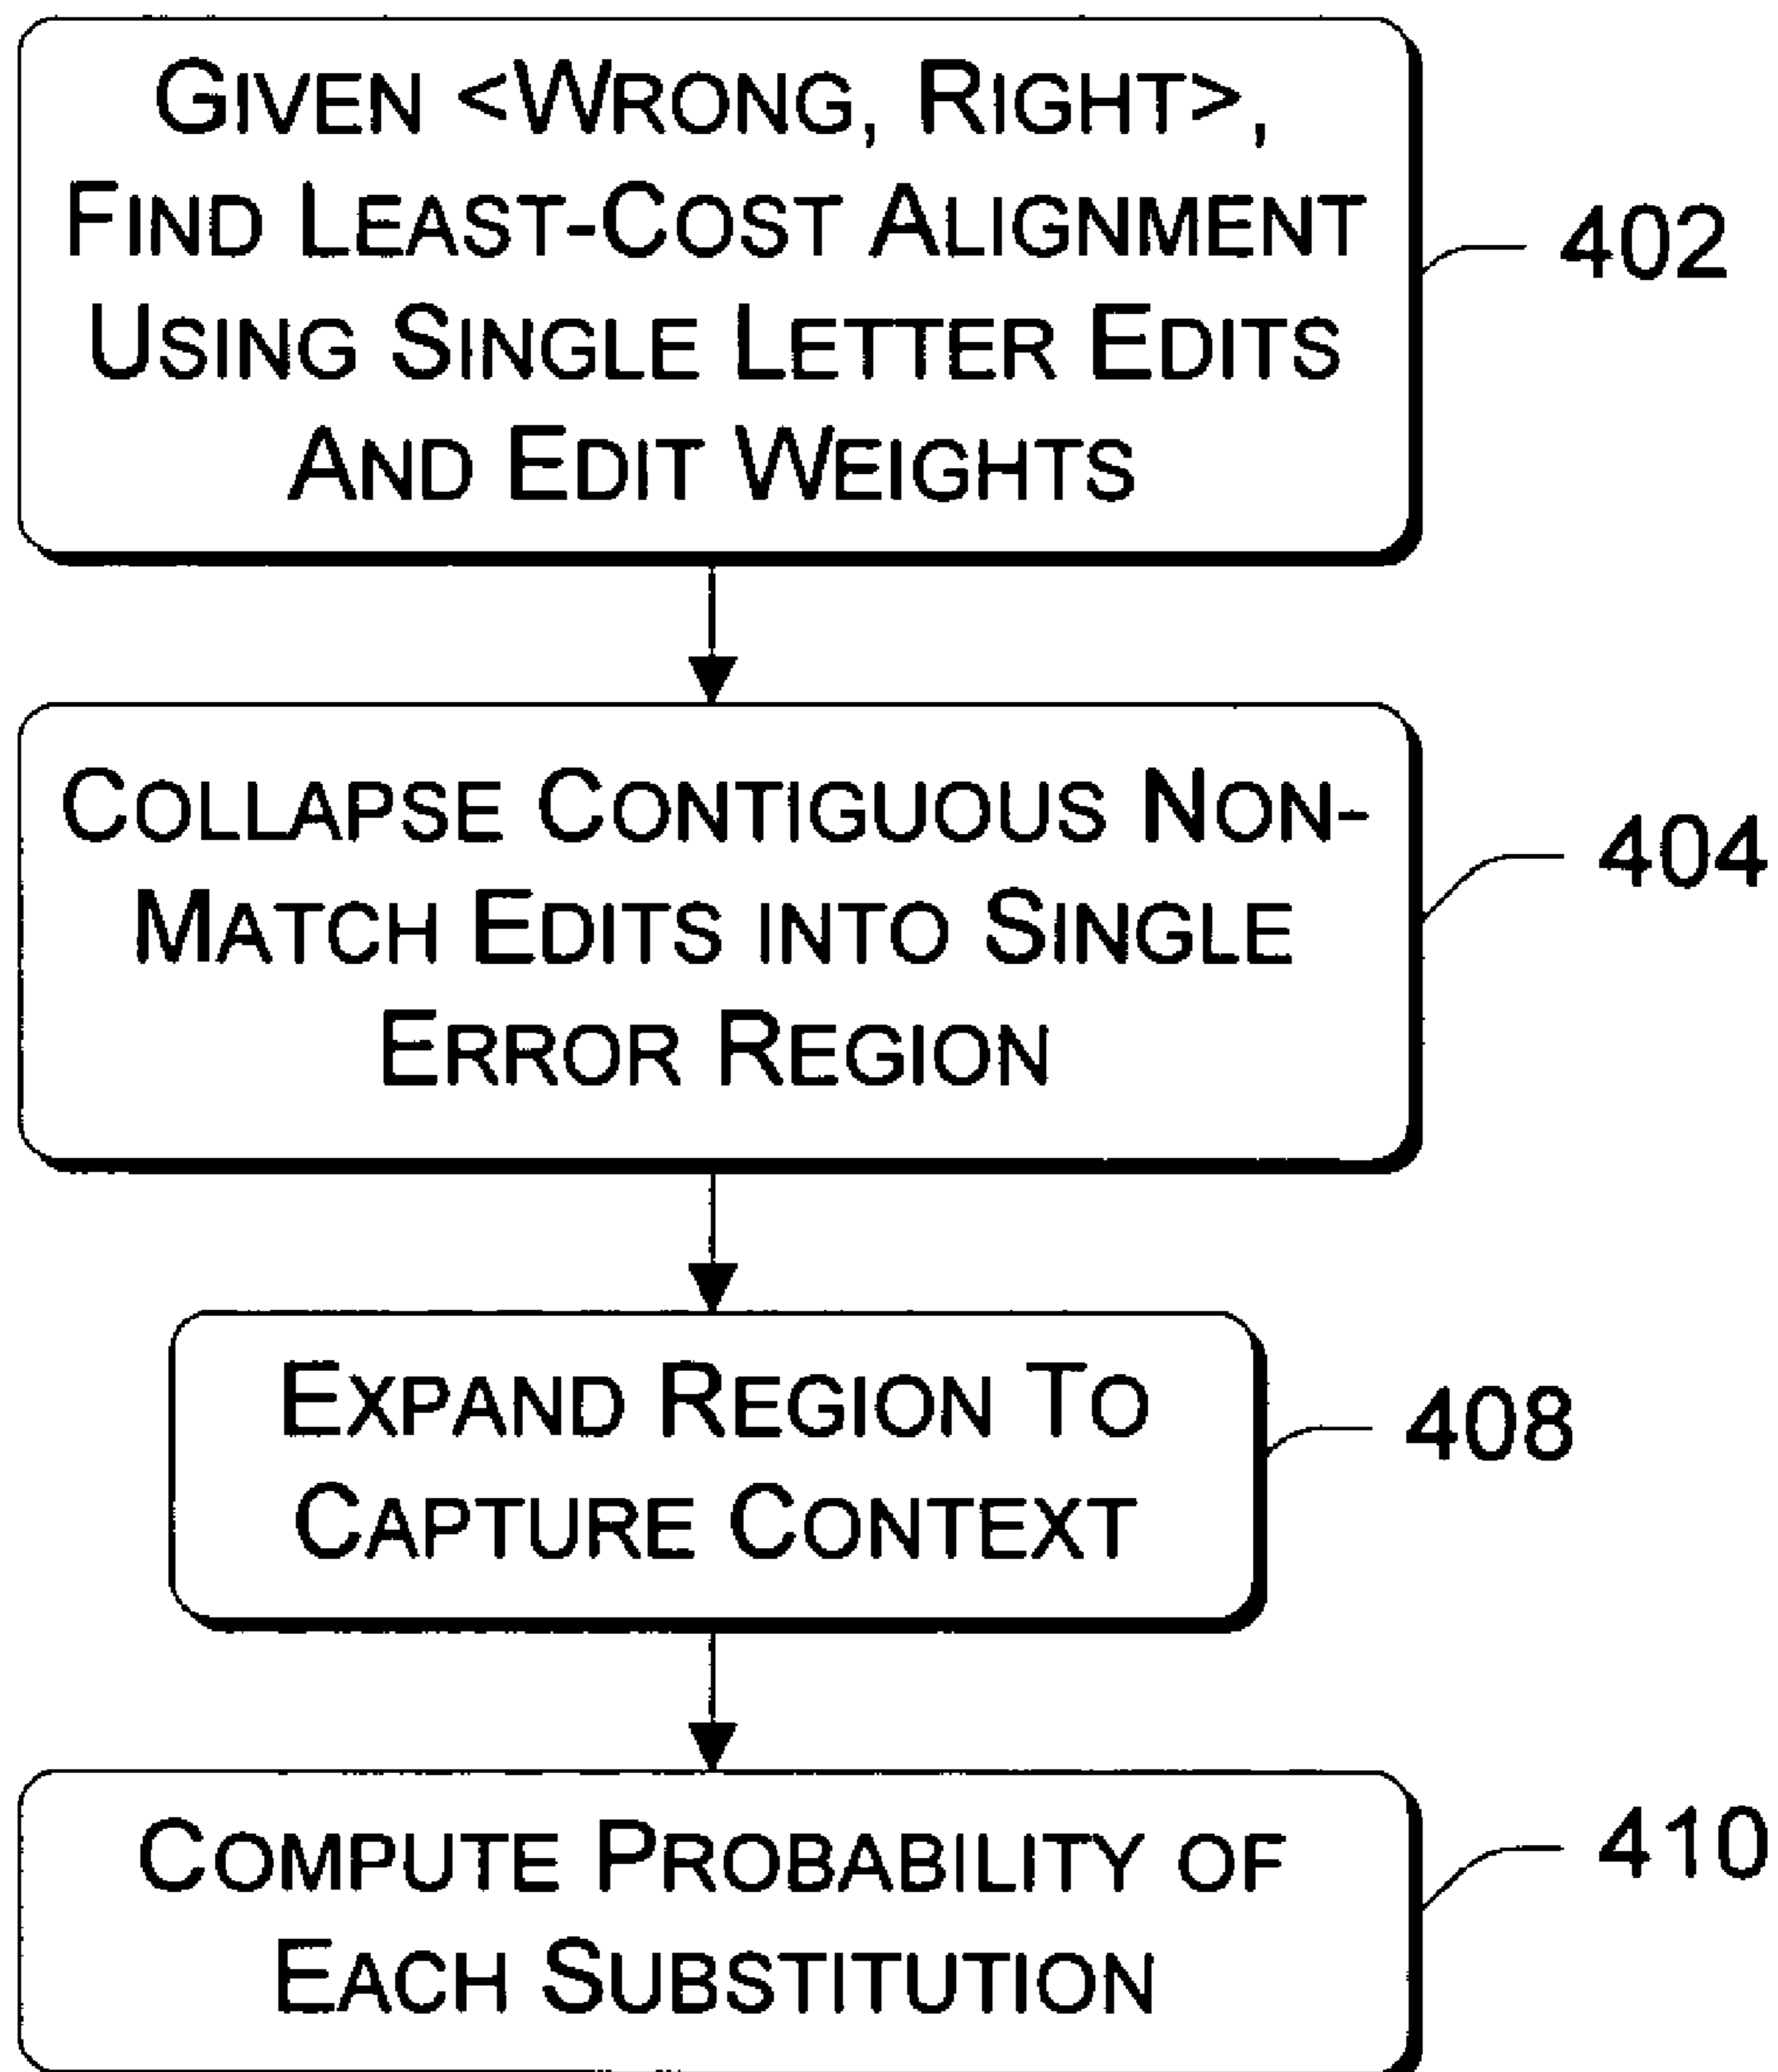 GIVEN <WRONG, RIGHT>,
FIND LEAST-COST ALIGNMENT
USING SINGLE LETTER EDITS
AND EDIT WEIGHTS
402
COLLAPSE CONTIGUOUS NON-
MATCH EDITS INTO SINGLE
ERROR REGION
404
EXPAND REGION TO
CAPTURE CONTEXT
408
COMPUTE PROBABILITY OF
EACH SUBSTITUTION
410